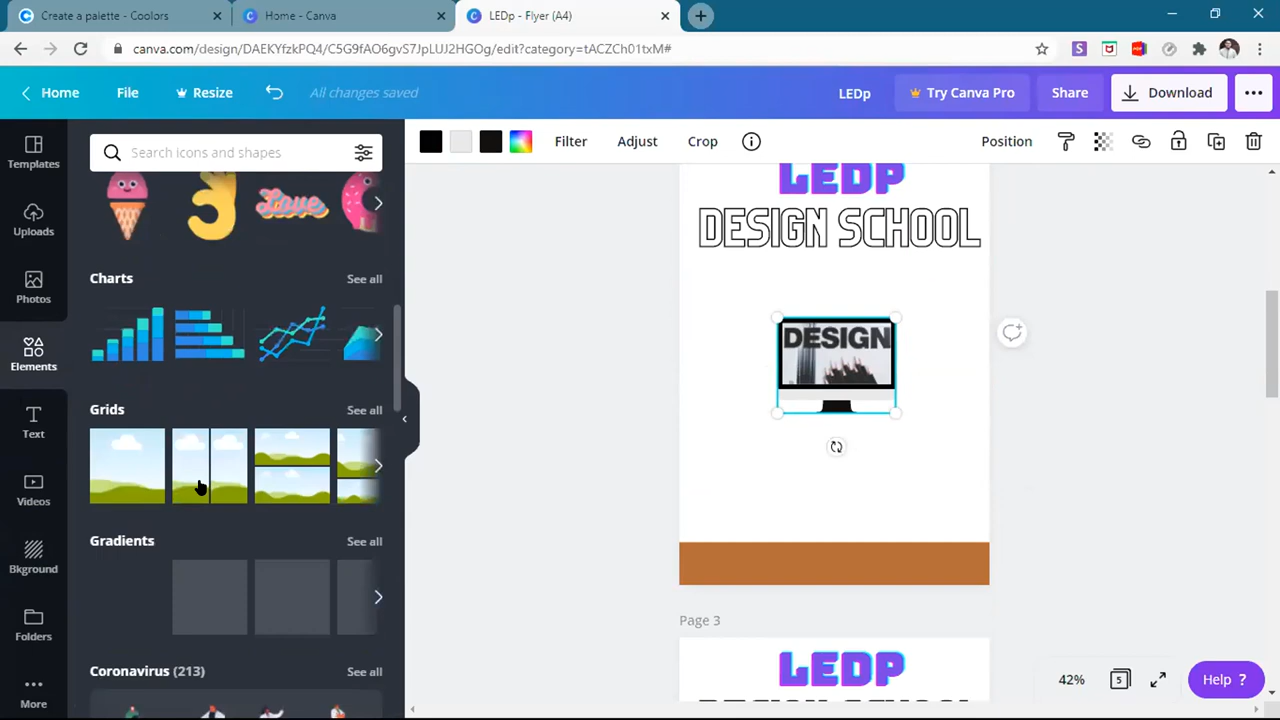 Create a palette - Coolors
Home - Canva
LEDp - Flyer (A4)
canva.com/design/DAEKYfzkPQ4/C5G9fAO6gvS7JpLUJ2HGOg/edit?category=tACZCh01txM#
Home
File
Resize
All changes saved
LEDp
Try Canva Pro
Share
Download
Templates
Uploads
Photos
Elements
Text
Videos
Bkground
Folders
More
Search icons and shapes
Filter
Adjust
Crop
Position
3
Love
Charts
See all
Grids
See all
Gradients
See all
Coronavirus (213)
See all
LEDP
DESIGN SCHOOL
DESIGN
Page 3
LEDP
42%
5
Help ?